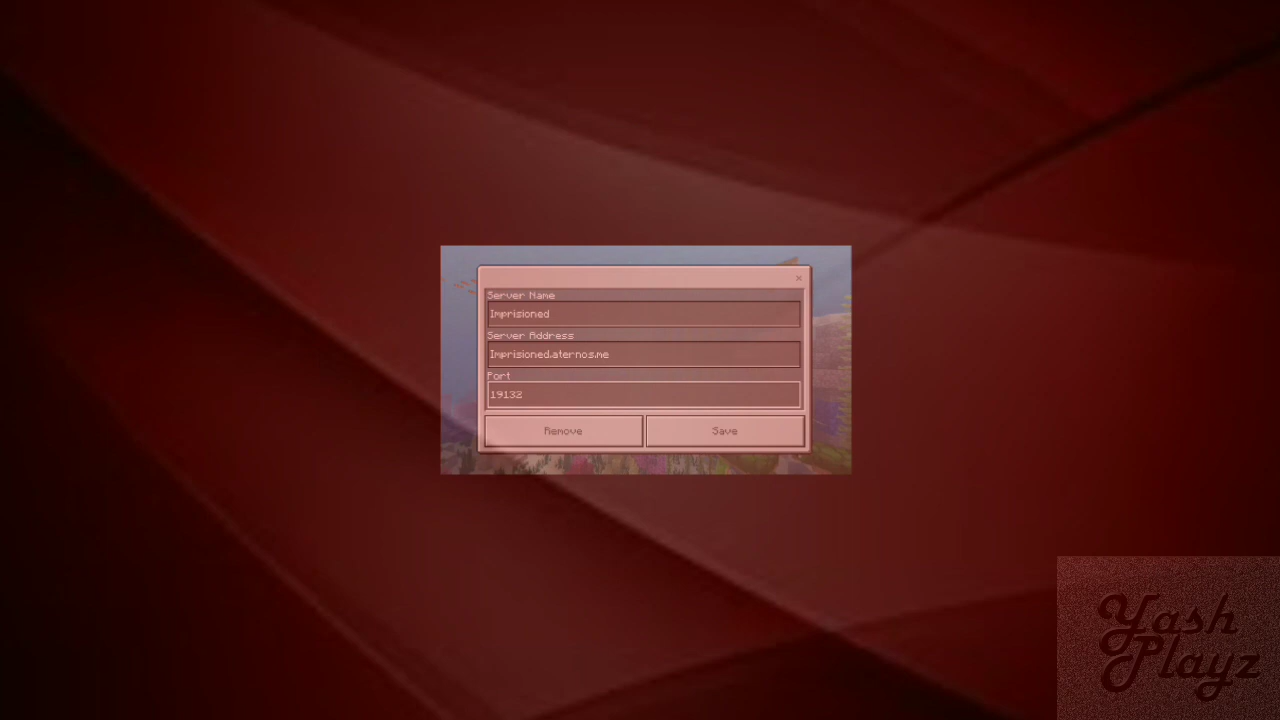 Server Name
Imprisioned
Server Address
Imprisioned.aternos.me
Port
19132
Remove
Save
Yash
Playz